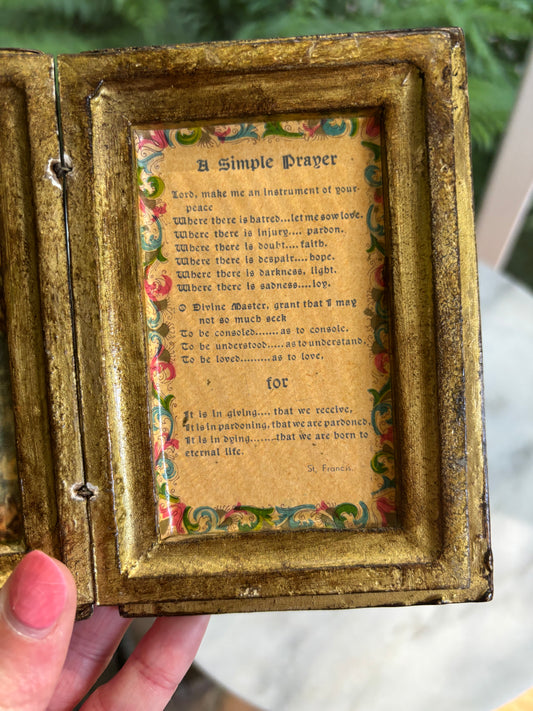 A Simple Prayer
Lord, make me an instrument of your
peace
Where there is hatred...let me sow love.
Where there is injury.... pardon.
Where there is doubt....faith.
Where there is despair....hope.
Where there is darkness, light.
Where there is sadness....joy.
O Divine Master, grant that I may
not so much seek
To be consoled.......as to console.
To be understood.....as to understand,
To be loved.........as to love.
for
It is in giving.... that we receive,
It is in pardoning, that we are pardoned
It is in dying.......that we are born to
eternal life.
St. Francis.